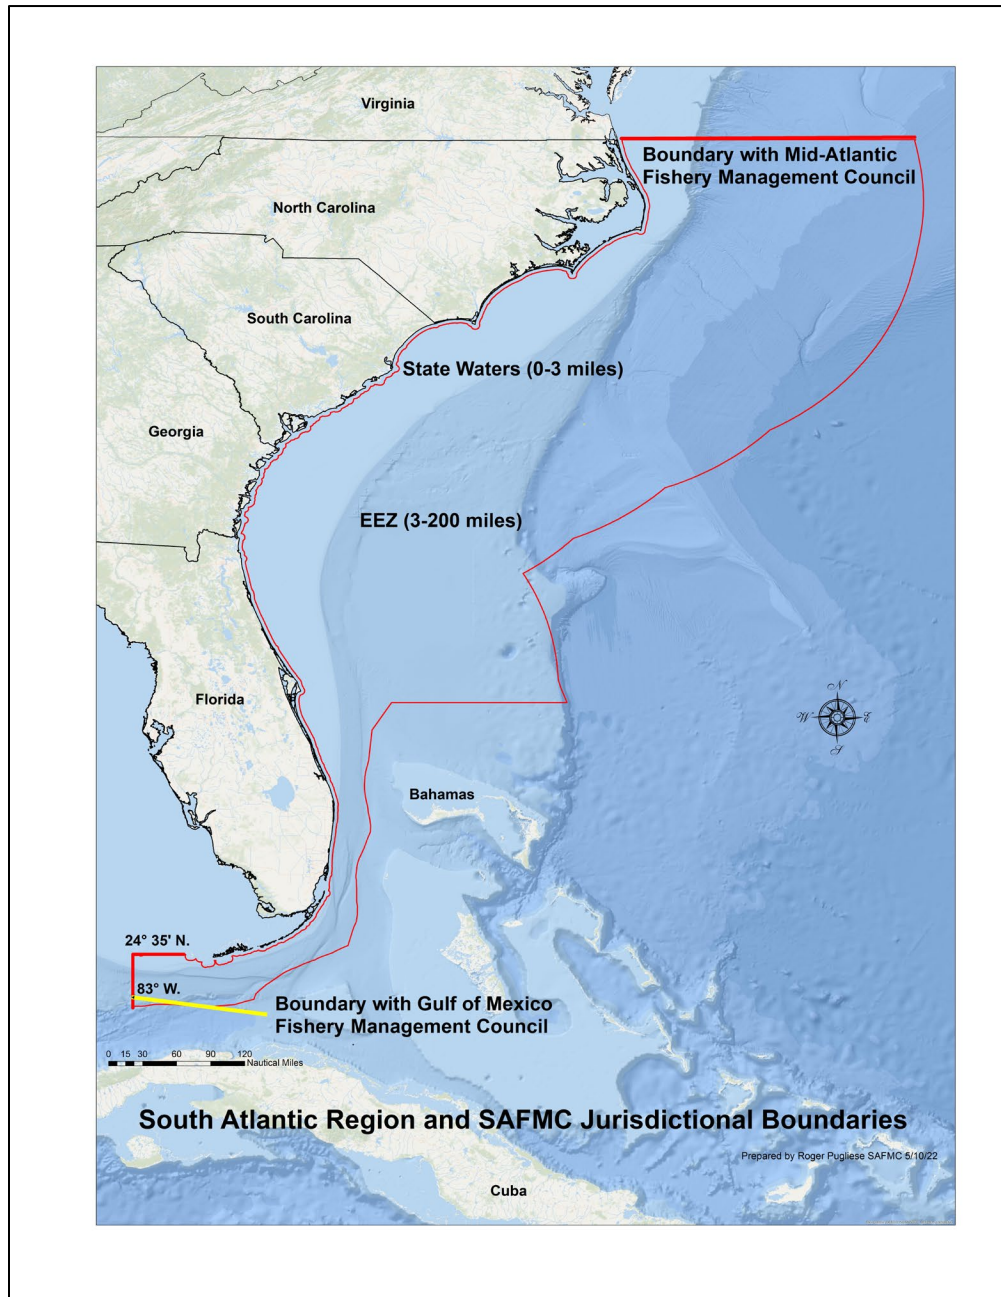 Virginia
Boundary with Mid-Atlantic
Fishery Management Council
North Carolina
South Carolina
State Waters (0-3 miles)
Georgia
EEZ (3-200 miles)
N
W
E
S
Florida
Bahamas
24° 35' N.
83° W.
Boundary with Gulf of Mexico
Fishery Management Council
0 15 30 60 90 120
Nautical Miles
South Atlantic Region and SAFMC Jurisdictional Boundaries
Prepared by Roger Pugliese SAFMC 5/10/22
Cuba